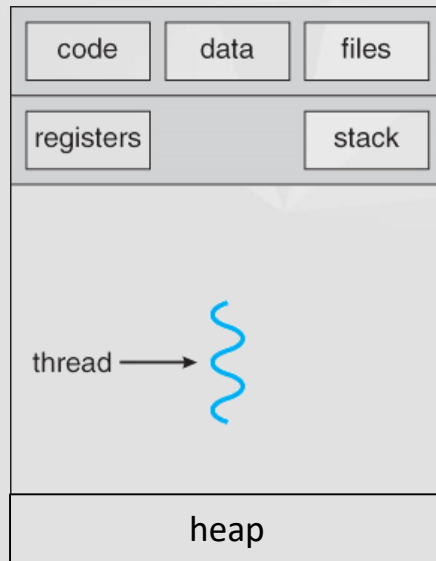 code data files
registers stack
thread
heap